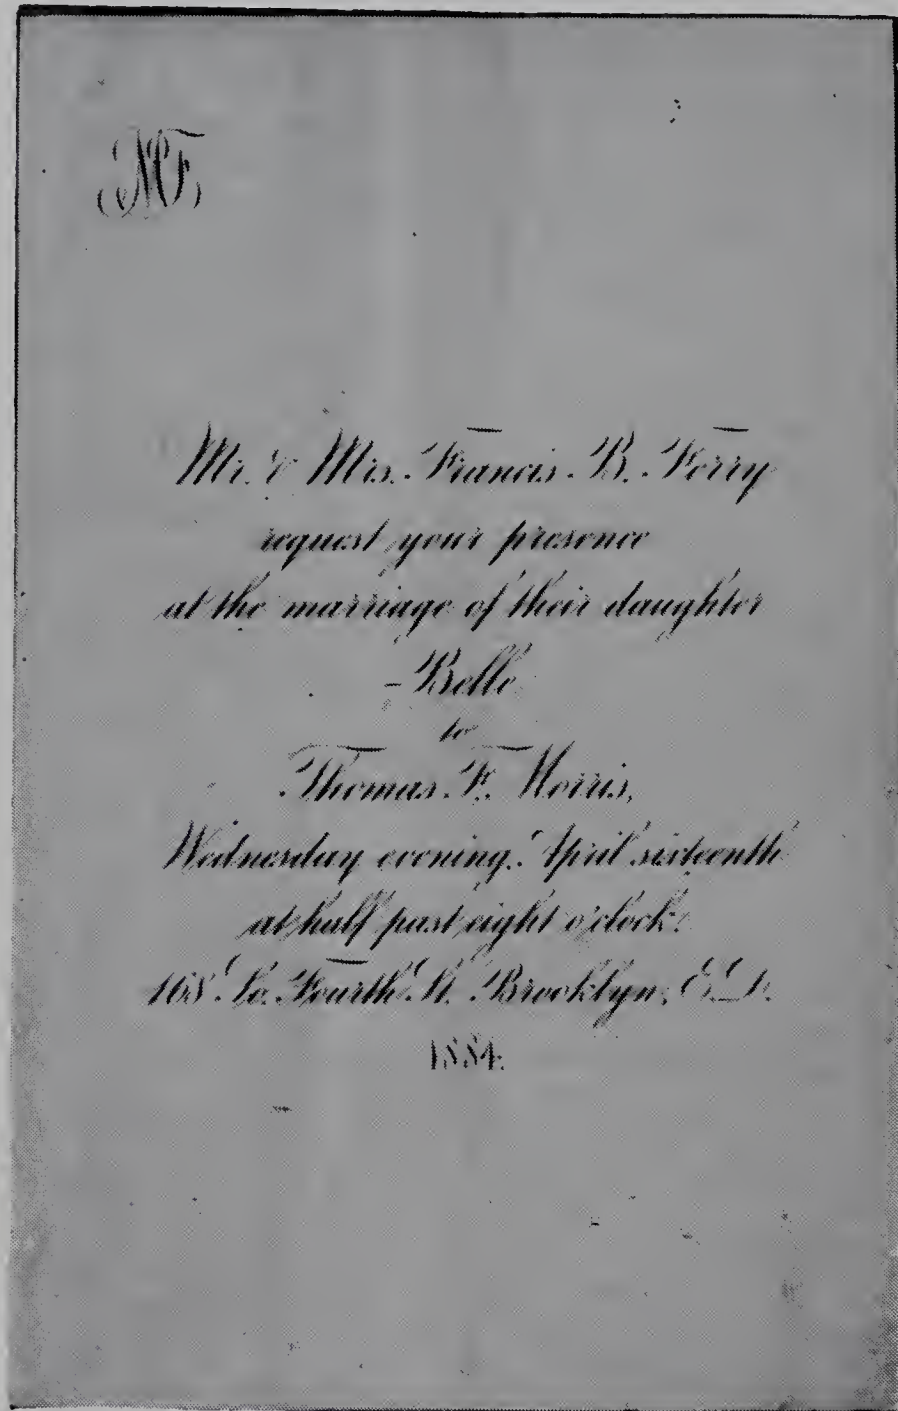 MF
Mr. & Mrs. Francis B. Ferry
request your presence
at the marriage of their daughter
Belle
to
Thomas F. Morris,
Wednesday evening, April sixteenth
at half past eight o'clock.
168 So. Fourth St. Brooklyn, E.D.
1884.